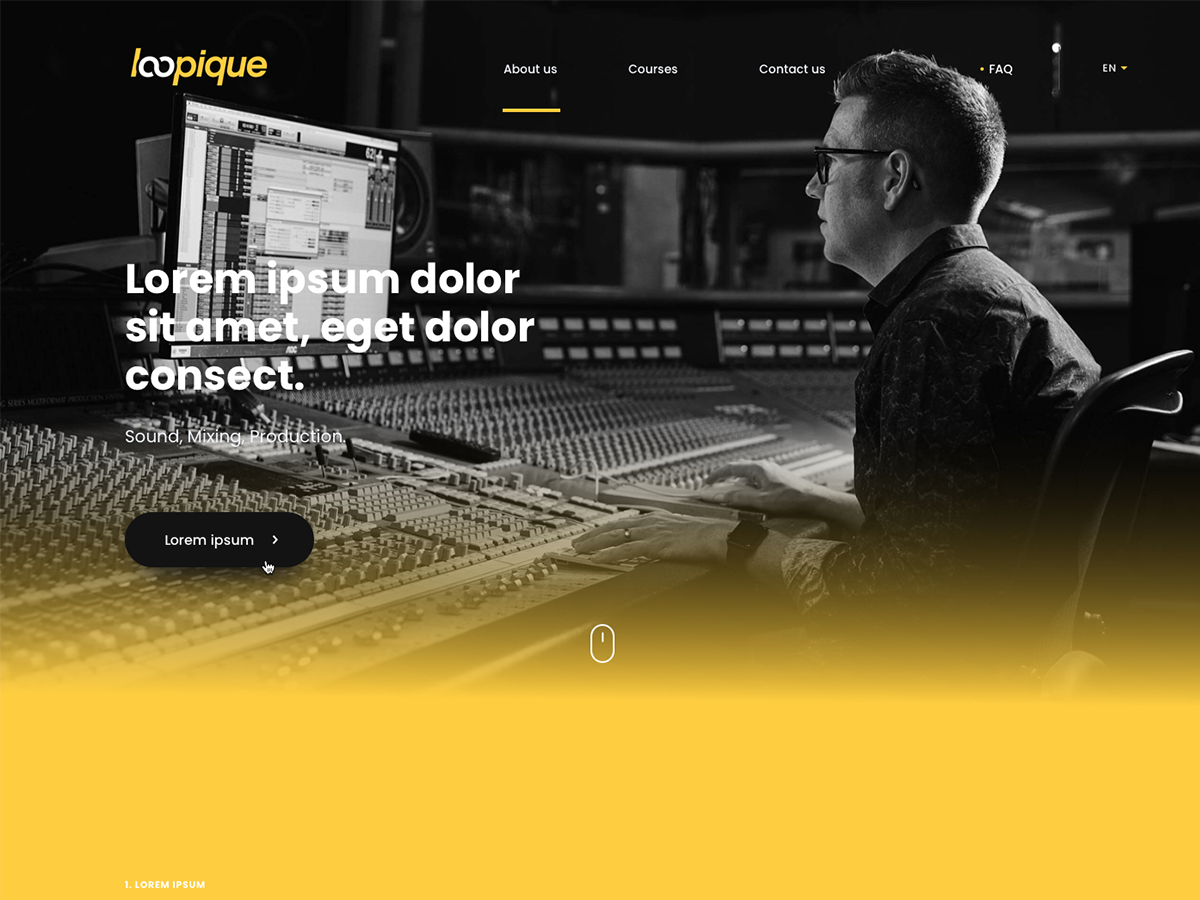 loopique
About us
Courses
Contact us
• FAQ
EN
Lorem ipsum dolor
sit amet, eget dolor
consect.
Sound, Mixing, Production.
Lorem ipsum
1. LOREM IPSUM